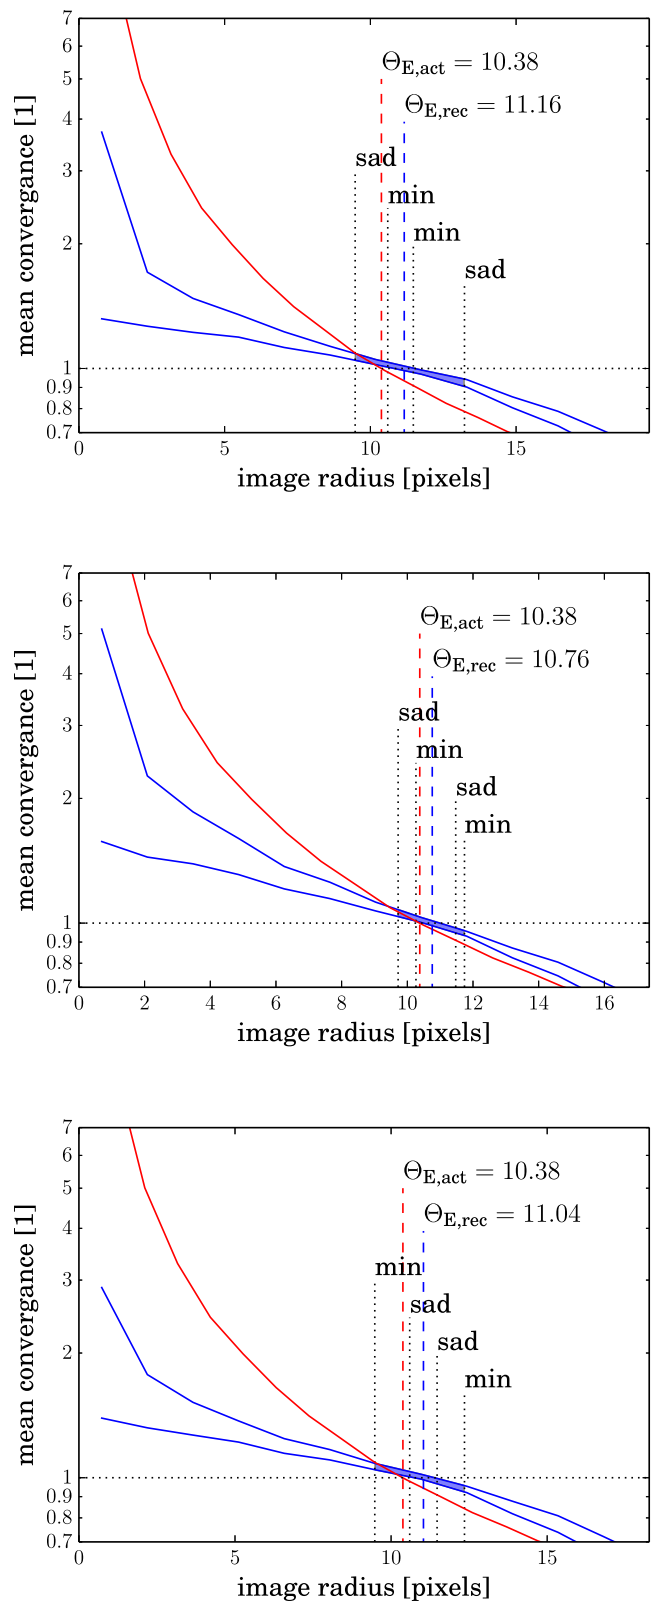 7
6
Θ_E,act = 10.38
5
Θ_E,rec = 11.16
4
sad
3
min
min
2
sad
mean convergance [1]
1
0.9
0.8
0.7
0 5 10 15
image radius [pixels]
7
6
Θ_E,act = 10.38
5
Θ_E,rec = 10.76
4
sad
3
min
sad
2
min
mean convergance [1]
1
0.9
0.8
0.7
0 2 4 6 8 10 12 14 16
image radius [pixels]
7
6
Θ_E,act = 10.38
5
Θ_E,rec = 11.04
4
min
3
sad
sad
2
min
mean convergance [1]
1
0.9
0.8
0.7
0 5 10 15
image radius [pixels]